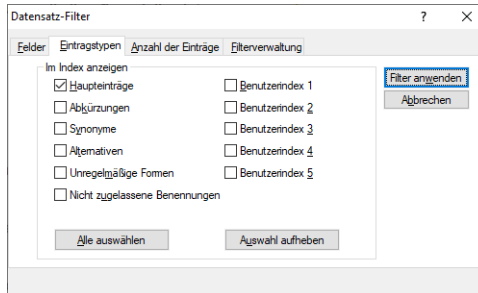 Datensatz-Filter ? ×
Felder Eintragstypen Anzahl der Einträge Filterverwaltung
Im Index anzeigen
Haupteinträge Benutzerindex 1 Filter anwenden
Abkürzungen Benutzerindex 2 Abbrechen
Synonyme Benutzerindex 3
Alternativen Benutzerindex 4
Unregelmäßige Formen Benutzerindex 5
Nicht zugelassene Benennungen
Alle auswählen Auswahl aufheben